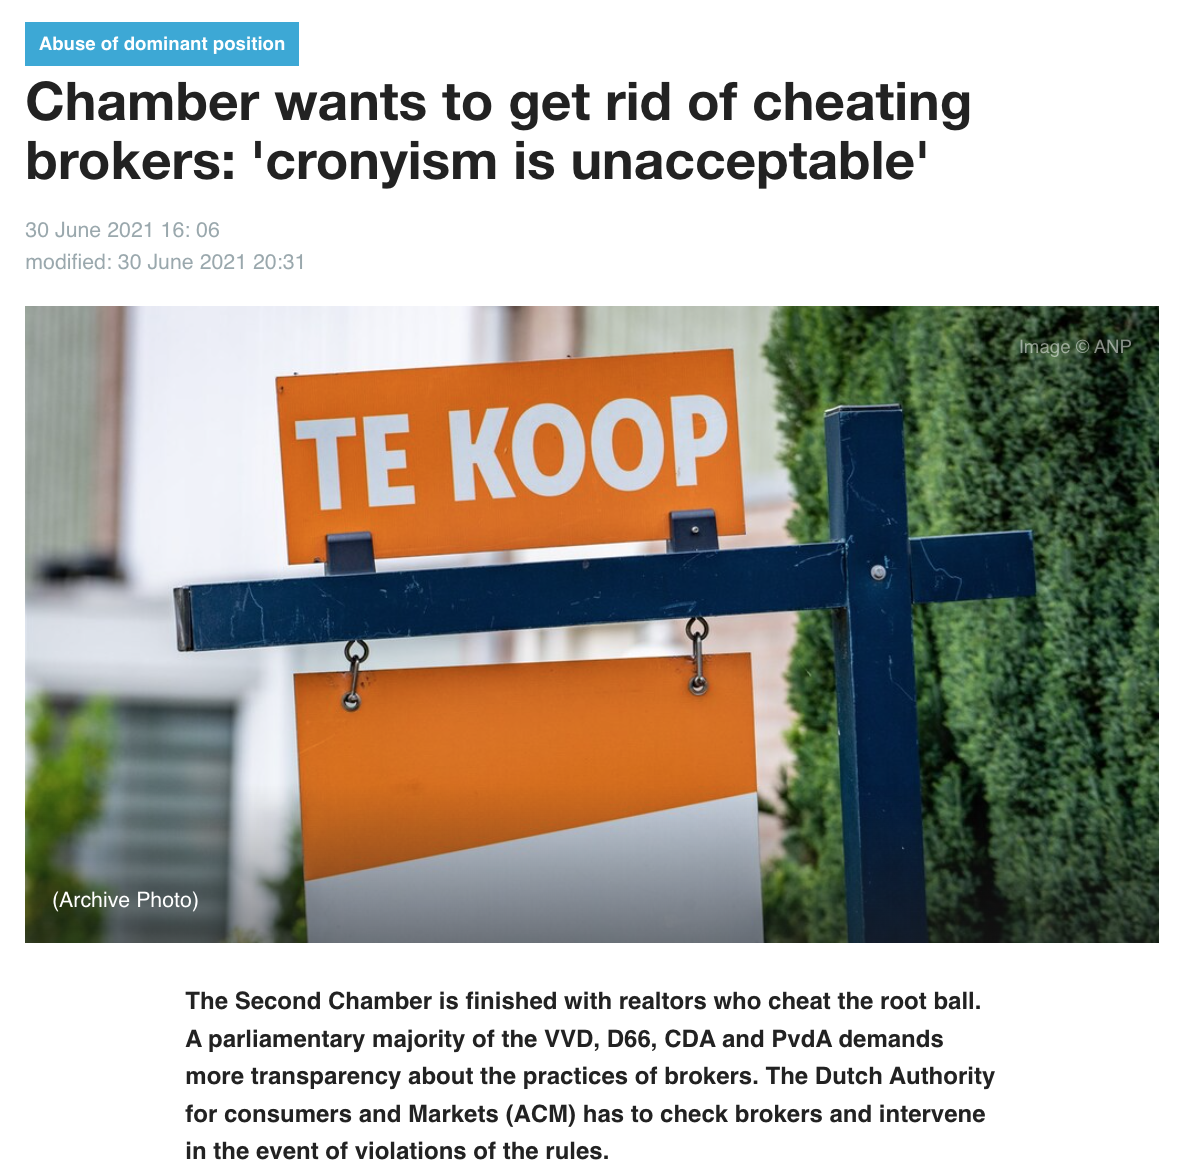 Abuse of dominant position
Chamber wants to get rid of cheating
brokers: 'cronyism is unacceptable'
30 June 2021 16: 06
modified: 30 June 2021 20:31
Image © ANP
TE KOOP
(Archive Photo)
The Second Chamber is finished with realtors who cheat the root ball.
A parliamentary majority of the VVD, D66, CDA and PvdA demands
more transparency about the practices of brokers. The Dutch Authority
for consumers and Markets (ACM) has to check brokers and intervene
in the event of violations of the rules.